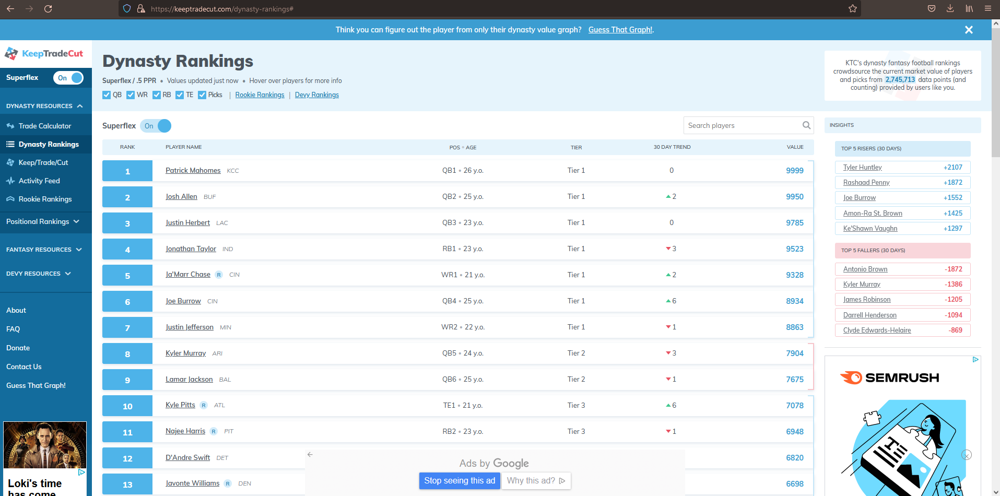 https://keeptradecut.com/dynasty-rankings#
Think you can figure out the player from only their dynasty value graph? Guess That Graph!.
KeepTradeCut
Superflex On
DYNASTY RESOURCES
Trade Calculator
Dynasty Rankings
Keep/Trade/Cut
Activity Feed
Rookie Rankings
Positional Rankings
FANTASY RESOURCES
DEVY RESOURCES
About
FAQ
Donate
Contact Us
Guess That Graph!
Loki's time
has come
Dynasty Rankings
Superflex / .5 PPR • Values updated just now • Hover over players for more info
QB WR RB TE Picks | Rookie Rankings | Devy Rankings
KTC's dynasty fantasy football rankings
crowdsource the current market value of players
and picks from 2,745,713 data points (and
counting) provided by users like you.
Superflex On
Search players
RANK PLAYER NAME POS • AGE TIER 30 DAY TREND VALUE
1 Patrick Mahomes KCC QB1 • 26 y.o. Tier 1 0 9999
2 Josh Allen BUF QB2 • 25 y.o. Tier 1 2 9950
3 Justin Herbert LAC QB3 • 23 y.o. Tier 1 0 9785
4 Jonathan Taylor IND RB1 • 23 y.o. Tier 1 3 9523
5 Ja'Marr Chase R CIN WR1 • 21 y.o. Tier 1 2 9328
6 Joe Burrow CIN QB4 • 25 y.o. Tier 1 6 8934
7 Justin Jefferson MIN WR2 • 22 y.o. Tier 1 1 8863
8 Kyler Murray ARI QB5 • 24 y.o. Tier 2 3 7904
9 Lamar Jackson BAL QB6 • 25 y.o. Tier 2 1 7675
10 Kyle Pitts R ATL TE1 • 21 y.o. Tier 3 6 7078
11 Najee Harris R PIT RB2 • 23 y.o. Tier 3 1 6948
12 D'Andre Swift DET 6820
13 Javonte Williams R DEN 6698
Ads by Google
Stop seeing this ad Why this ad?
INSIGHTS
TOP 5 RISERS (30 DAYS)
Tyler Huntley +2107
Rashaad Penny +1872
Joe Burrow +1552
Amon-Ra St. Brown +1425
Ke'Shawn Vaughn +1297
TOP 5 FALLERS (30 DAYS)
Antonio Brown -1872
Kyler Murray -1386
James Robinson -1205
Darrell Henderson -1094
Clyde Edwards-Helaire -869
SEMRUSH